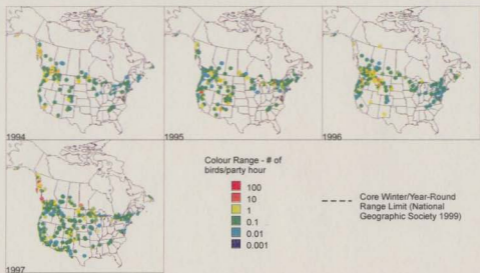 1994
1995
1996
1997
Colour Range - # of
birds/party hour
100
10
1
0.1
0.01
0.001
Core Winter/Year-Round
Range Limit (National
Geographic Society 1999)